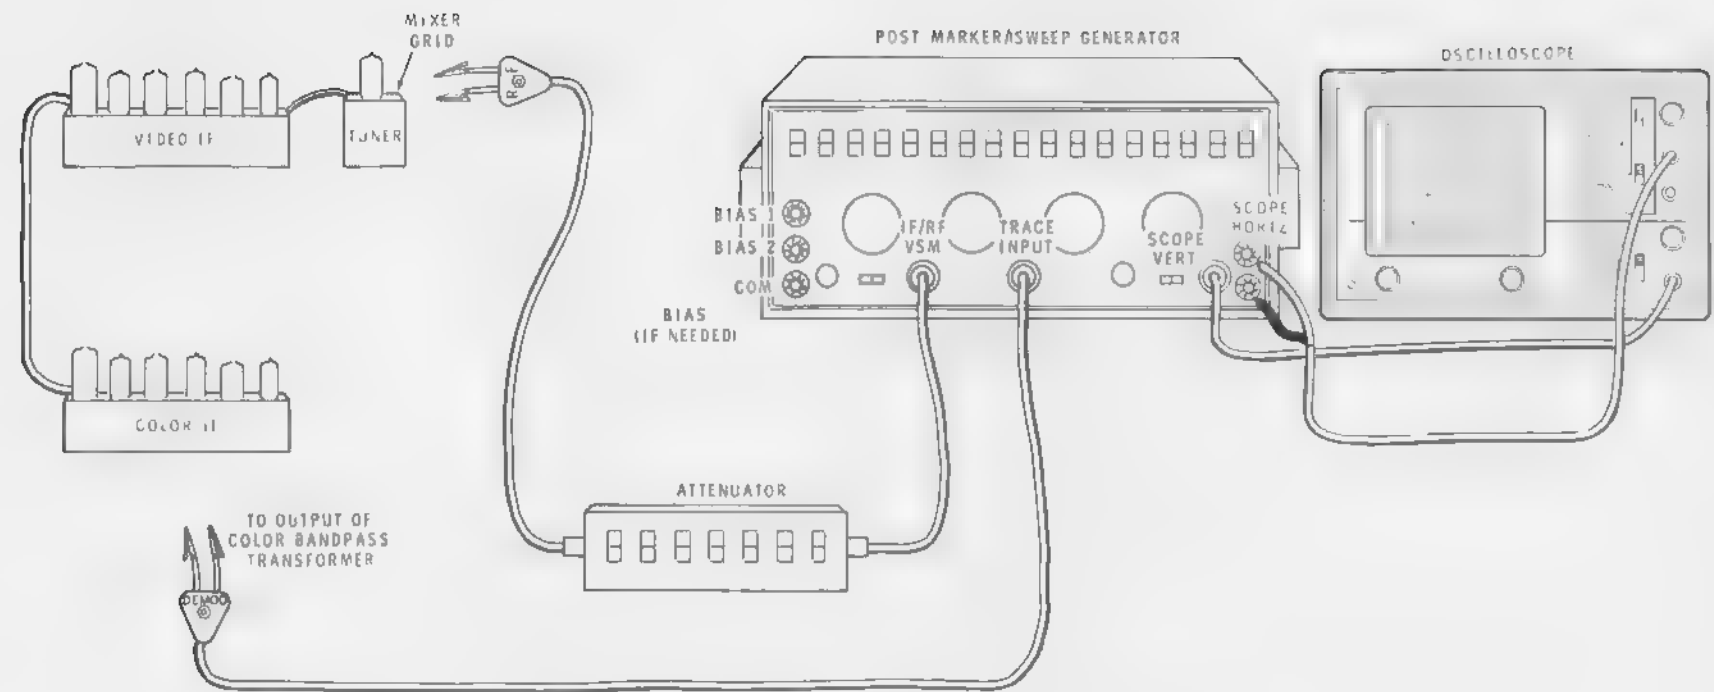 MIXER
GRID
POST MARKER/SWEEP GENERATOR
OSCILLOSCOPE
RF
VIDEO IF
TUNER
BIAS 1
BIAS 2
COM
IF/RF
VSM
TRACE
INPUT
SCOPE
VERT
SCOPE
HORIZ
BIAS
(IF NEEDED)
COLOR IF
ATTENUATOR
TO OUTPUT OF
COLOR BANDPASS
TRANSFORMER
DEMOD